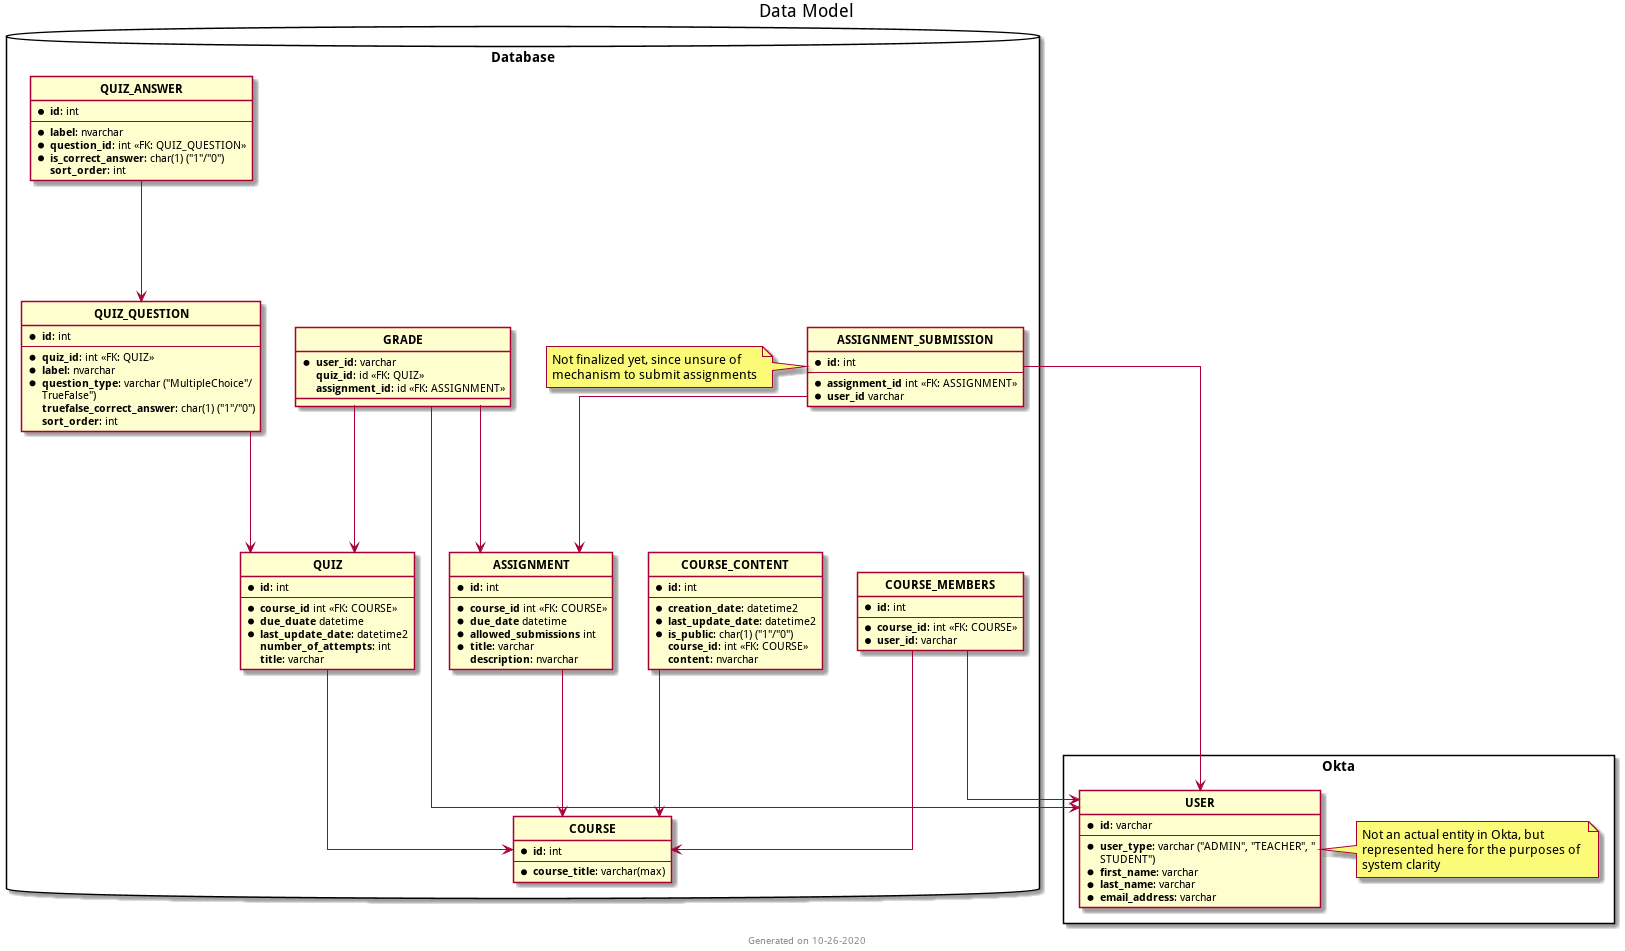 Data Model
Database
QUIZ_ANSWER
id: int
label: nvarchar
question_id: int «FK: QUIZ_QUESTION»
is_correct_answer: char(1) ("1"/"0")
sort_order: int
QUIZ_QUESTION
id: int
quiz_id: int «FK: QUIZ»
label: nvarchar
question_type: varchar ("MultipleChoice"/
TrueFalse")
truefalse_correct_answer: char(1) ("1"/"0")
sort_order: int
GRADE
user_id: varchar
quiz_id: id «FK: QUIZ»
assignment_id: id «FK: ASSIGNMENT»
Not finalized yet, since unsure of
mechanism to submit assignments
ASSIGNMENT_SUBMISSION
id: int
assignment_id int «FK: ASSIGNMENT»
user_id varchar
QUIZ
id: int
course_id int «FK: COURSE»
due_duate datetime
last_update_date: datetime2
number_of_attempts: int
title: varchar
ASSIGNMENT
id: int
course_id int «FK: COURSE»
due_date datetime
allowed_submissions int
title: varchar
description: nvarchar
COURSE_CONTENT
id: int
creation_date: datetime2
last_update_date: datetime2
is_public: char(1) ("1"/"0")
course_id: int «FK: COURSE»
content: nvarchar
COURSE_MEMBERS
id: int
course_id: int «FK: COURSE»
user_id: varchar
COURSE
id: int
course_title: varchar(max)
Okta
USER
id: varchar
user_type: varchar ("ADMIN", "TEACHER", "
STUDENT")
first_name: varchar
last_name: varchar
email_address: varchar
Not an actual entity in Okta, but
represented here for the purposes of
system clarity
Generated on 10-26-2020